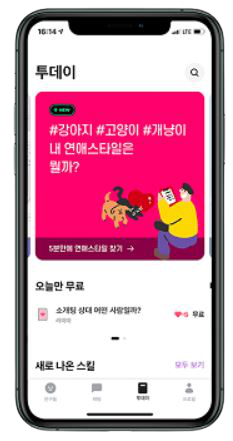 16:14
LTE
투데이
NEW
#강아지 #고양이 #개냥이
내 연애스타일은
뭘까?
5분만에 연애스타일 찾기 →
오늘만 무료
소개팅 상대 어떤 사람일까?
무료
새로 나온 스킬
모두 보기
투데이
프로필